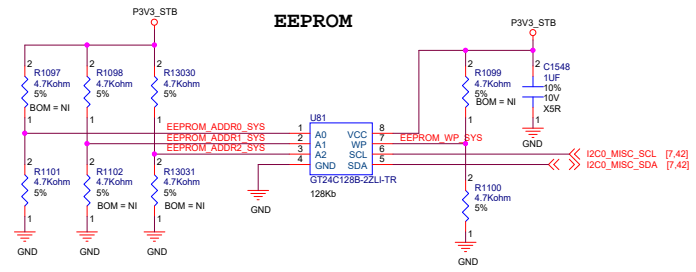 EEPROM
P3V3_STB
P3V3_STB
2
R1097
4.7Kohm
5%
BOM = NI
1
2
R1098
4.7Kohm
5%
1
2
R13030
4.7Kohm
5%
1
2
R1099
4.7Kohm
5%
BOM = NI
1
2
C1548
1UF
10%
10V
X5R
1
GND
U81
EEPROM_ADDR0_SYS 1 A0 VCC 8
EEPROM_ADDR1_SYS 2 A1 WP 7 EEPROM_WP_SYS
EEPROM_ADDR2_SYS 3 A2 SCL 6 I2C0_MISC_SCL [7,42]
4 GND SDA 5 I2C0_MISC_SDA [7,42]
GT24C128B-2ZLI-TR
128Kb
GND
2
R1101
4.7Kohm
5%
1
GND
2
R1102
4.7Kohm
5%
BOM = NI
1
GND
2
R13031
4.7Kohm
5%
BOM = NI
1
GND
2
R1100
4.7Kohm
5%
1
GND